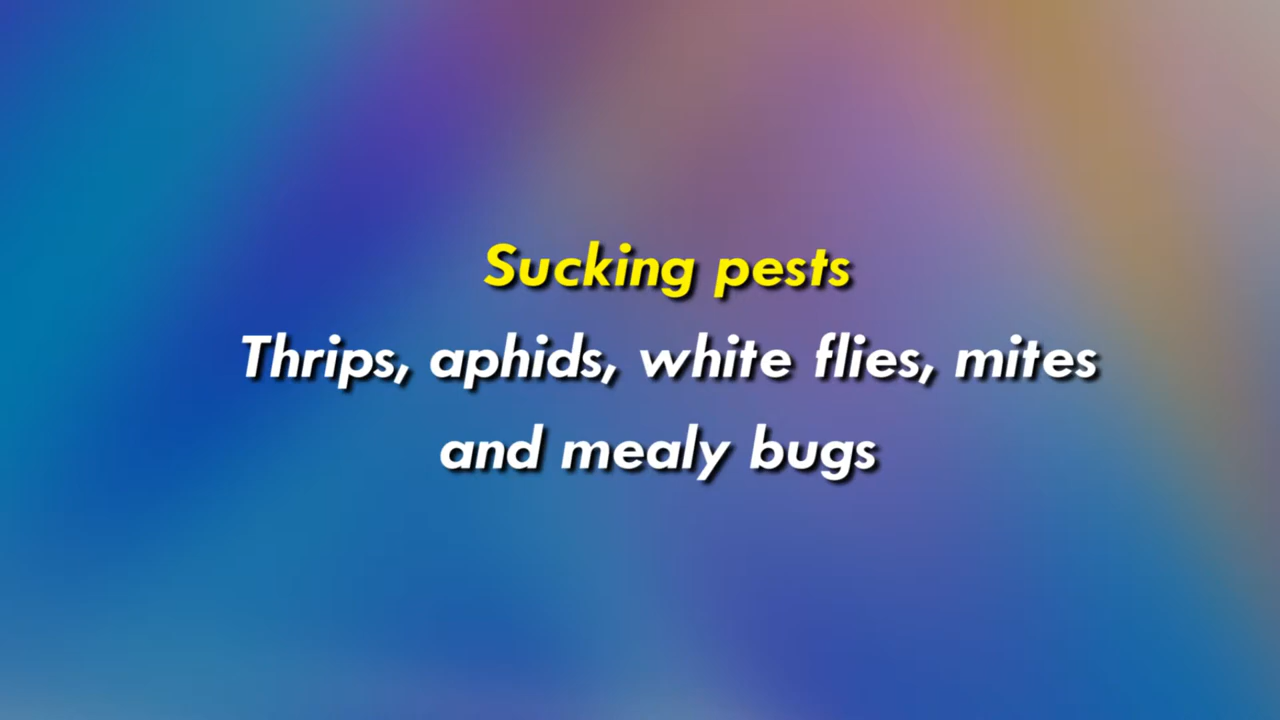 Sucking pests
Thrips, aphids, white flies, mites
and mealy bugs